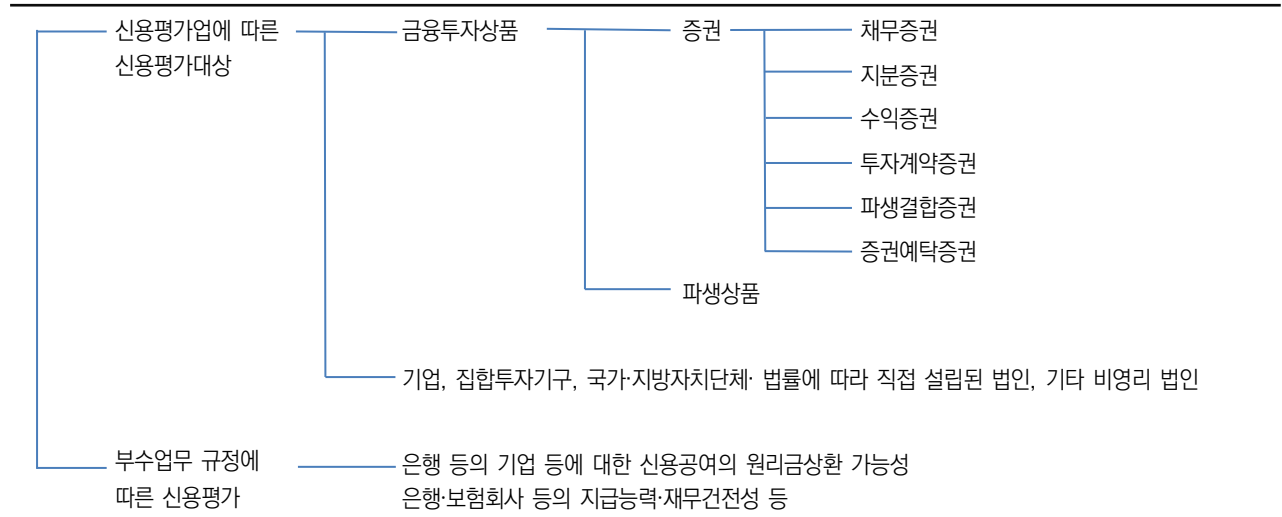 신용평가업에 따른
신용평가대상
금융투자상품
증권
채무증권
지분증권
수익증권
투자계약증권
파생결합증권
증권예탁증권
파생상품
기업, 집합투자기구, 국가·지방자치단체· 법률에 따라 직접 설립된 법인, 기타 비영리 법인
부수업무 규정에
따른 신용평가
은행 등의 기업 등에 대한 신용공여의 원리금상환 가능성
은행·보험회사 등의 지급능력·재무건전성 등